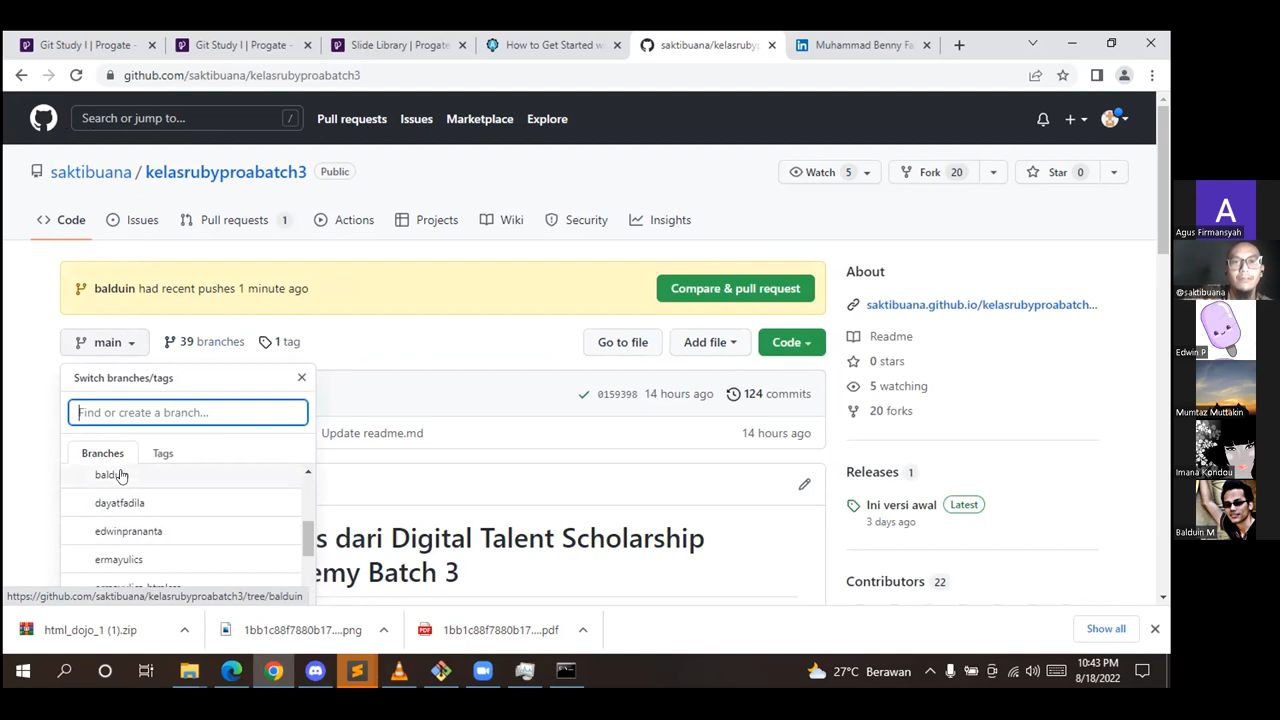 Git Study I | Progate -
Git Study I | Progate -
Slide Library | Progate
How to Get Started w
saktibuana/kelasrubyp
Muhammad Benny Fa
github.com/saktibuana/kelasrubyproabatch3
Search or jump to...
/
Pull requests
Issues
Marketplace
Explore
saktibuana / kelasrubyproabatch3
Public
Watch 5
Fork 20
Star 0
Code
Issues
Pull requests 1
Actions
Projects
Wiki
Security
Insights
balduin had recent pushes 1 minute ago
Compare & pull request
main
39 branches
1 tag
Go to file
Add file
Code
Switch branches/tags
Find or create a branch...
Branches
Tags
balduin
dayatfadila
edwinprananta
ermayulics
0159398 14 hours ago
124 commits
Update readme.md
14 hours ago
s dari Digital Talent Scholarship
emy Batch 3
About
saktibuana.github.io/kelasrubyproabatch...
Readme
0 stars
5 watching
20 forks
Releases 1
Ini versi awal Latest
3 days ago
Contributors 22
https://github.com/saktibuana/kelasrubyproabatch3/tree/balduin
html_dojo_1 (1).zip
1bb1c88f7880b17....png
PDF
1bb1c88f7880b17....pdf
Show all
27°C Berawan
10:43 PM
8/18/2022
A
Agus Firmansyah
@saktibuana
Edwin P
Mumtaz Muttakin
Imana Kondou
Balduin M